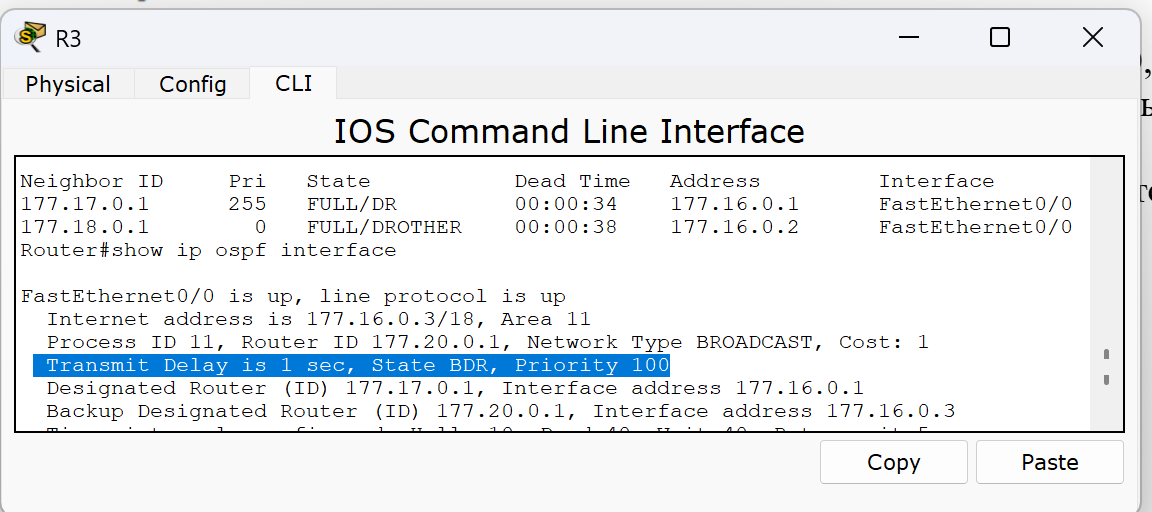 R3
Physical Config CLI
IOS Command Line Interface
Neighbor ID     Pri   State           Dead Time   Address         Interface
177.17.0.1      255   FULL/DR         00:00:34    177.16.0.1      FastEthernet0/0
177.18.0.1        0   FULL/DROTHER    00:00:38    177.16.0.2      FastEthernet0/0
Router#show ip ospf interface
FastEthernet0/0 is up, line protocol is up
Internet address is 177.16.0.3/18, Area 11
Process ID 11, Router ID 177.20.0.1, Network Type BROADCAST, Cost: 1
Transmit Delay is 1 sec, State BDR, Priority 100
Designated Router (ID) 177.17.0.1, Interface address 177.16.0.1
Backup Designated Router (ID) 177.20.0.1, Interface address 177.16.0.3
Copy Paste